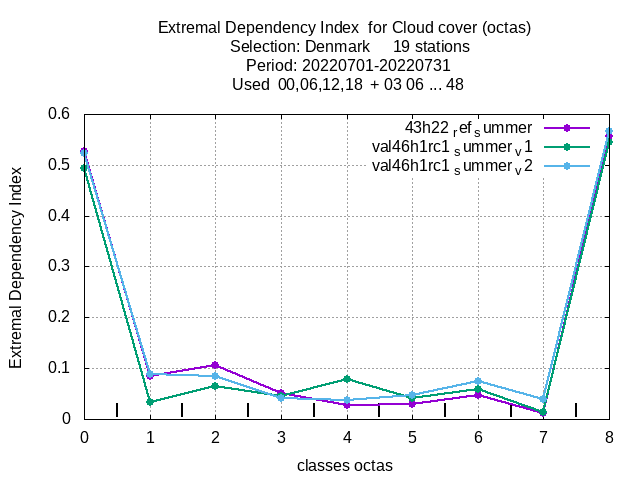 Extremal Dependency Index  for Cloud cover (octas)
Selection: Denmark     19 stations
Period: 20220701-20220731
Used  00,06,12,18  + 03 06 ... 48
43h22 ref summer
val46h1rc1 summer v1
val46h1rc1 summer v2
Extremal Dependency Index
0.6
0.5
0.4
0.3
0.2
0.1
0
0 1 2 3 4 5 6 7 8
classes octas